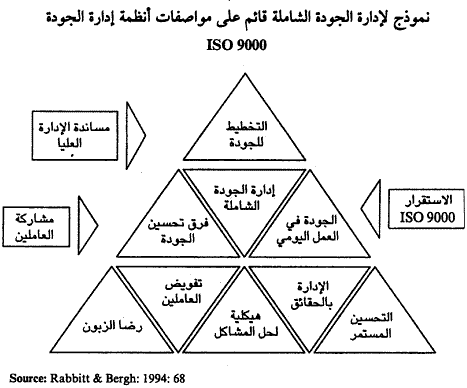 نموذج لإدارة الجودة الشاملة قائم على مواصفات أنظمة إدارة الجودة
ISO 9000
التخطيط
للجودة
مساندة الإدارة
العليا
إدارة الجودة
الشاملة
الاستقرار
ISO 9000
الجودة في
العمل اليومي
فرق تحسين
الجودة
مشاركة
العاملين
التحسين
المستمر
الإدارة
بالحقائق
هيكلية
لحل المشاكل
تفويض
العاملين
رضا الزبون
Source: Rabbitt & Bergh: 1994: 68